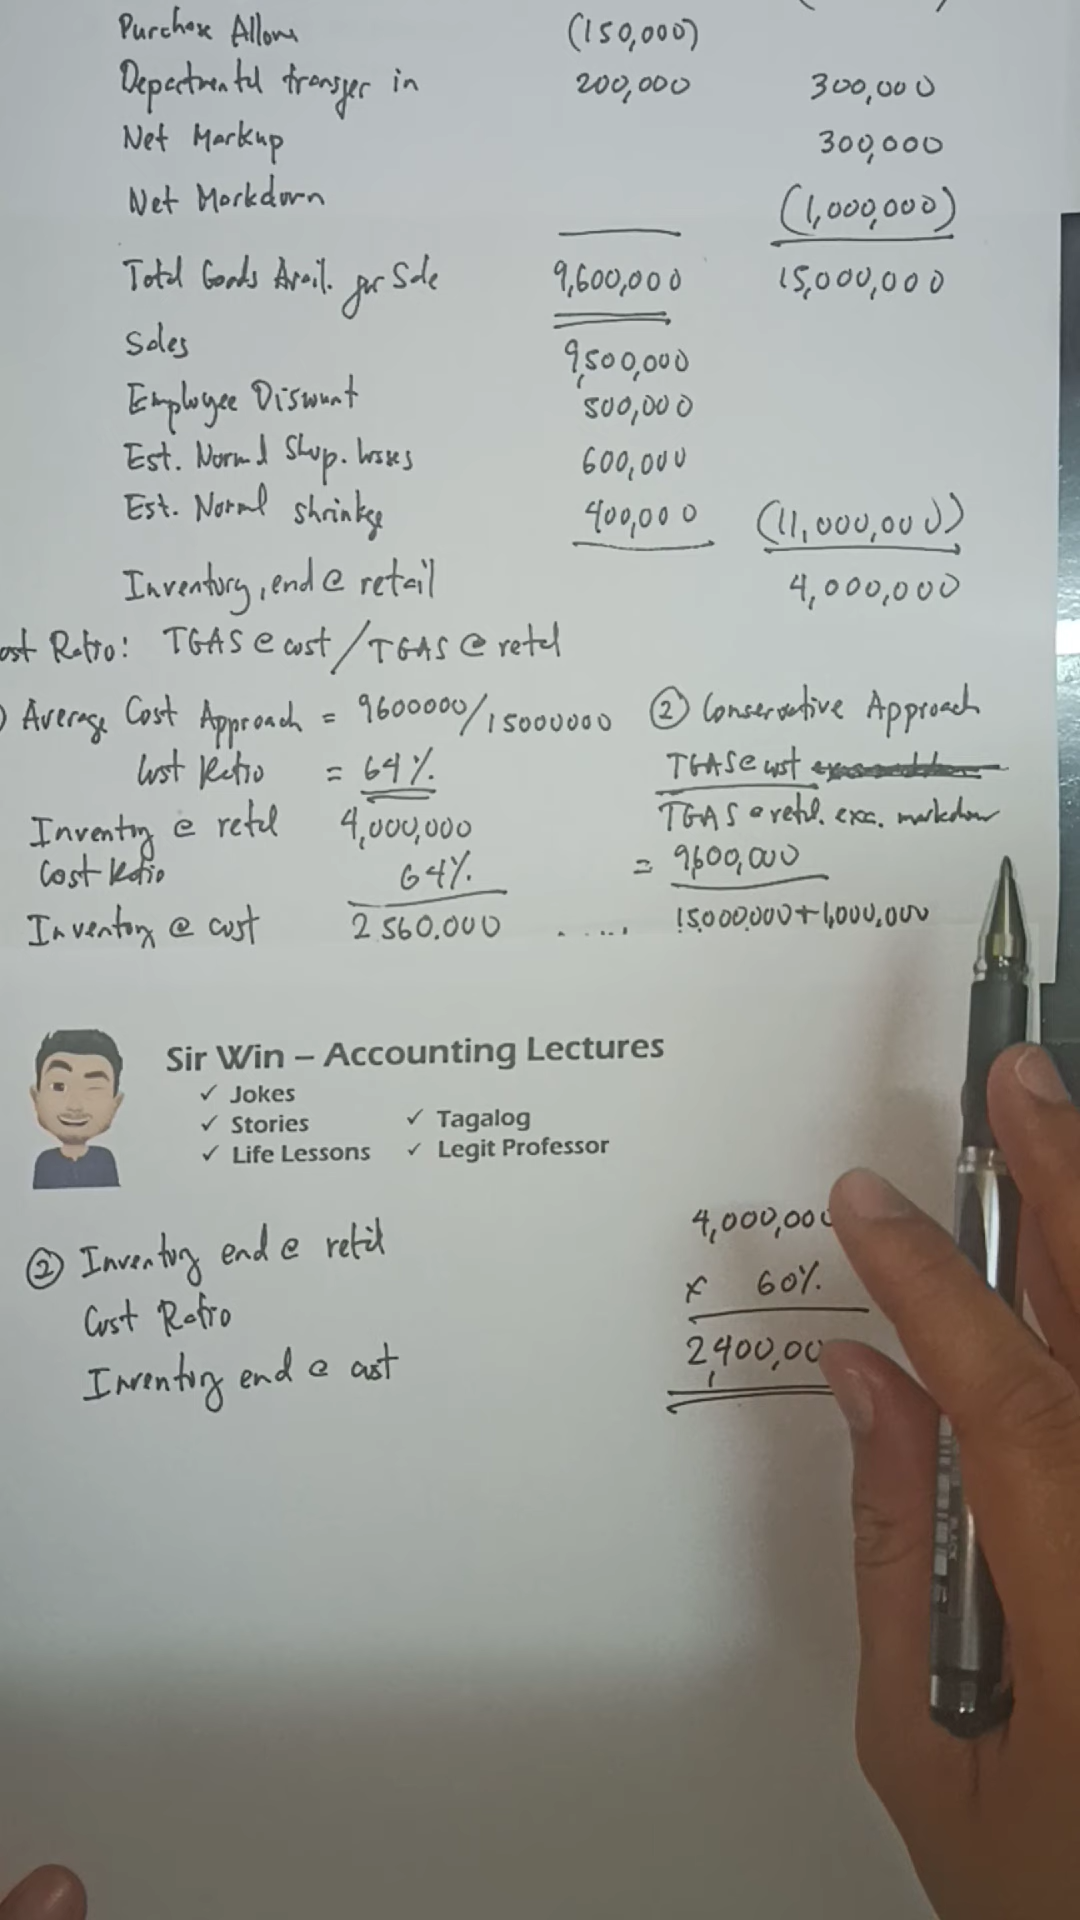 Purchase Allow (150,000)
Departmental transfer in 200,000 300,000
Net Markup 300,000
Net Markdown (1,000,000)
Total Goods Avail. for Sale 9,600,000 15,000,000
Sales 9,500,000
Employee Discount 500,000
Est. Normal Shop. losses 600,000
Est. Normal shrinkge 400,000 (11,000,000)
Inventory, end @ retail 4,000,000
ost Ratio: TGAS @ cost / TGAS @ retail
) Average Cost Approach = 9600000/15000000
Cost Ratio = 64%
Inventory @ retail 4,000,000
Cost Ratio 64%
Inventory @ cost 2 560.000 .....
② Conservative Approach
TGAS @ cost
TGAS @ retail. exc. markdown
= 9,600,000
15,000,000 + 1,000,000
Sir Win – Accounting Lectures
✓ Jokes
✓ Stories
✓ Life Lessons
✓ Tagalog
✓ Legit Professor
② Inventory end @ retail 4,000,000
Cost Ratio x 60%
Inventory end @ cost 2,400,00